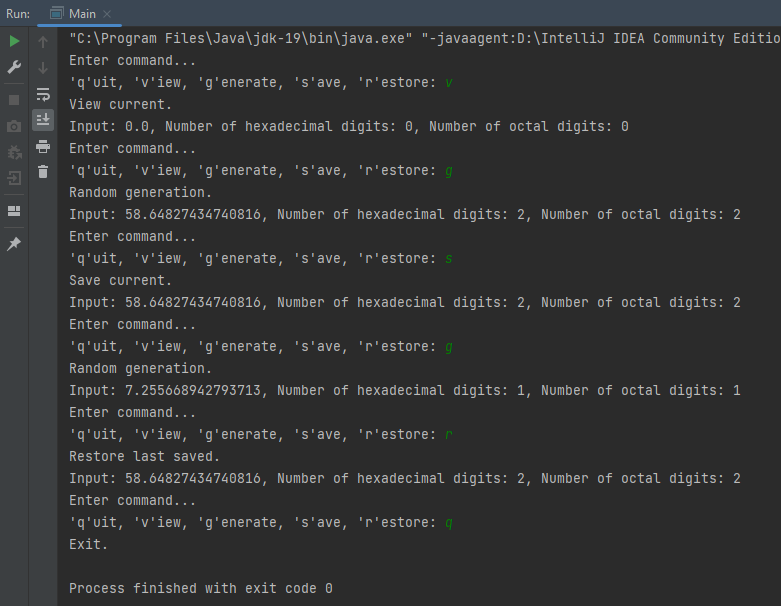 Run: Main
"C:\Program Files\Java\jdk-19\bin\java.exe" "-javaagent:D:\IntelliJ IDEA Community Editio
Enter command...
'q'uit, 'v'iew, 'g'enerate, 's'ave, 'r'estore: v
View current.
Input: 0.0, Number of hexadecimal digits: 0, Number of octal digits: 0
Enter command...
'q'uit, 'v'iew, 'g'enerate, 's'ave, 'r'estore: g
Random generation.
Input: 58.64827434740816, Number of hexadecimal digits: 2, Number of octal digits: 2
Enter command...
'q'uit, 'v'iew, 'g'enerate, 's'ave, 'r'estore: s
Save current.
Input: 58.64827434740816, Number of hexadecimal digits: 2, Number of octal digits: 2
Enter command...
'q'uit, 'v'iew, 'g'enerate, 's'ave, 'r'estore: g
Random generation.
Input: 7.255668942793713, Number of hexadecimal digits: 1, Number of octal digits: 1
Enter command...
'q'uit, 'v'iew, 'g'enerate, 's'ave, 'r'estore: r
Restore last saved.
Input: 58.64827434740816, Number of hexadecimal digits: 2, Number of octal digits: 2
Enter command...
'q'uit, 'v'iew, 'g'enerate, 's'ave, 'r'estore: q
Exit.
Process finished with exit code 0